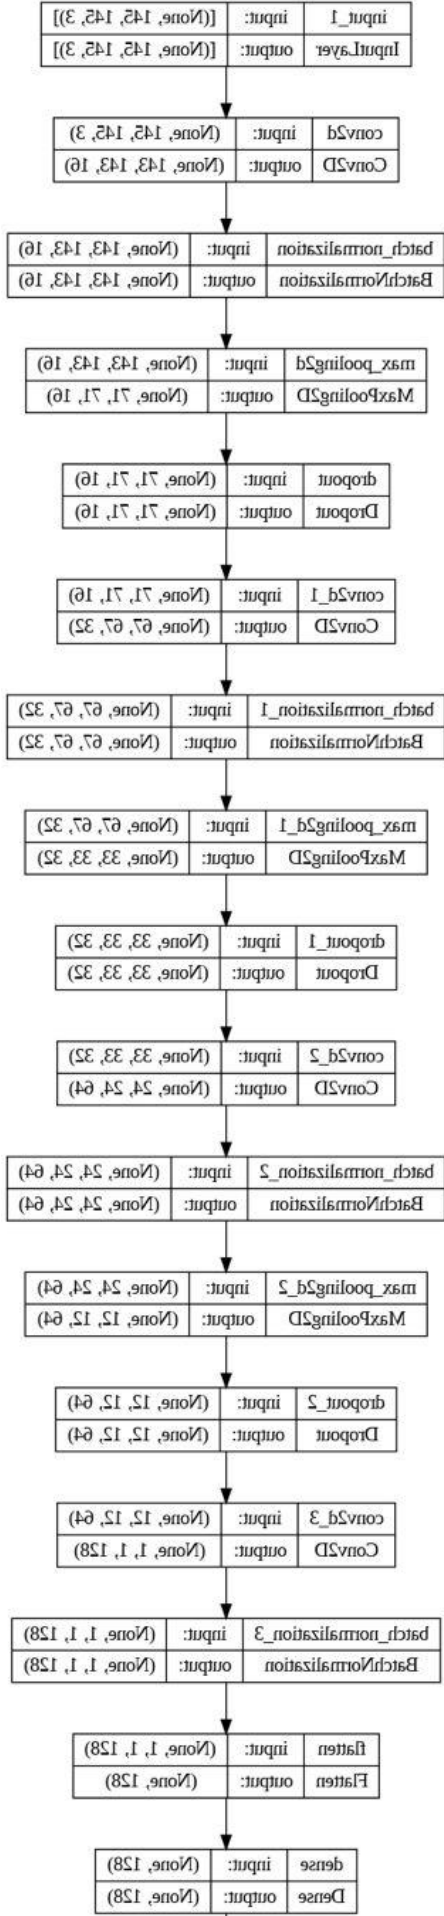 input_1 input: [(None, 145, 145, 3)]
InputLayer output: [(None, 145, 145, 3)]
conv2d input: (None, 145, 145, 3)
Conv2D output: (None, 143, 143, 16)
batch_normalization input: (None, 143, 143, 16)
BatchNormalization output: (None, 143, 143, 16)
max_pooling2d input: (None, 143, 143, 16)
MaxPooling2D output: (None, 71, 71, 16)
dropout input: (None, 71, 71, 16)
Dropout output: (None, 71, 71, 16)
conv2d_1 input: (None, 71, 71, 16)
Conv2D output: (None, 67, 67, 32)
batch_normalization_1 input: (None, 67, 67, 32)
BatchNormalization output: (None, 67, 67, 32)
max_pooling2d_1 input: (None, 67, 67, 32)
MaxPooling2D output: (None, 33, 33, 32)
dropout_1 input: (None, 33, 33, 32)
Dropout output: (None, 33, 33, 32)
conv2d_2 input: (None, 33, 33, 32)
Conv2D output: (None, 24, 24, 64)
batch_normalization_2 input: (None, 24, 24, 64)
BatchNormalization output: (None, 24, 24, 64)
max_pooling2d_2 input: (None, 24, 24, 64)
MaxPooling2D output: (None, 12, 12, 64)
dropout_2 input: (None, 12, 12, 64)
Dropout output: (None, 12, 12, 64)
conv2d_3 input: (None, 12, 12, 64)
Conv2D output: (None, 1, 1, 128)
batch_normalization_3 input: (None, 1, 1, 128)
BatchNormalization output: (None, 1, 1, 128)
flatten input: (None, 1, 1, 128)
Flatten output: (None, 128)
dense input: (None, 128)
Dense output: (None, 128)